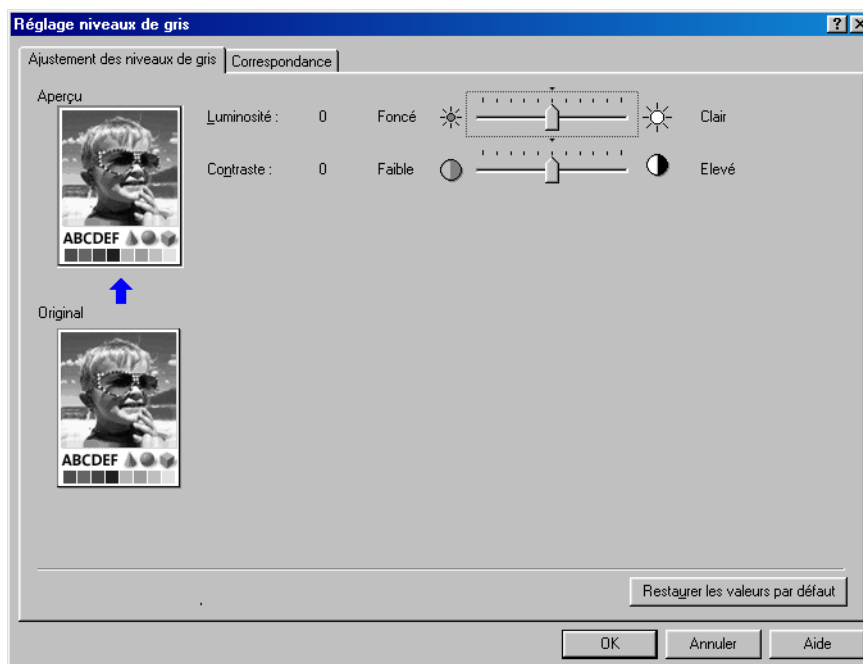 Réglage niveaux de gris
Ajustement des niveaux de gris Correspondance
Aperçu
Luminosité : 0 Foncé Clair
Contraste : 0 Faible Elevé
ABCDEF
Original
ABCDEF
Restaurer les valeurs par défaut
OK Annuler Aide